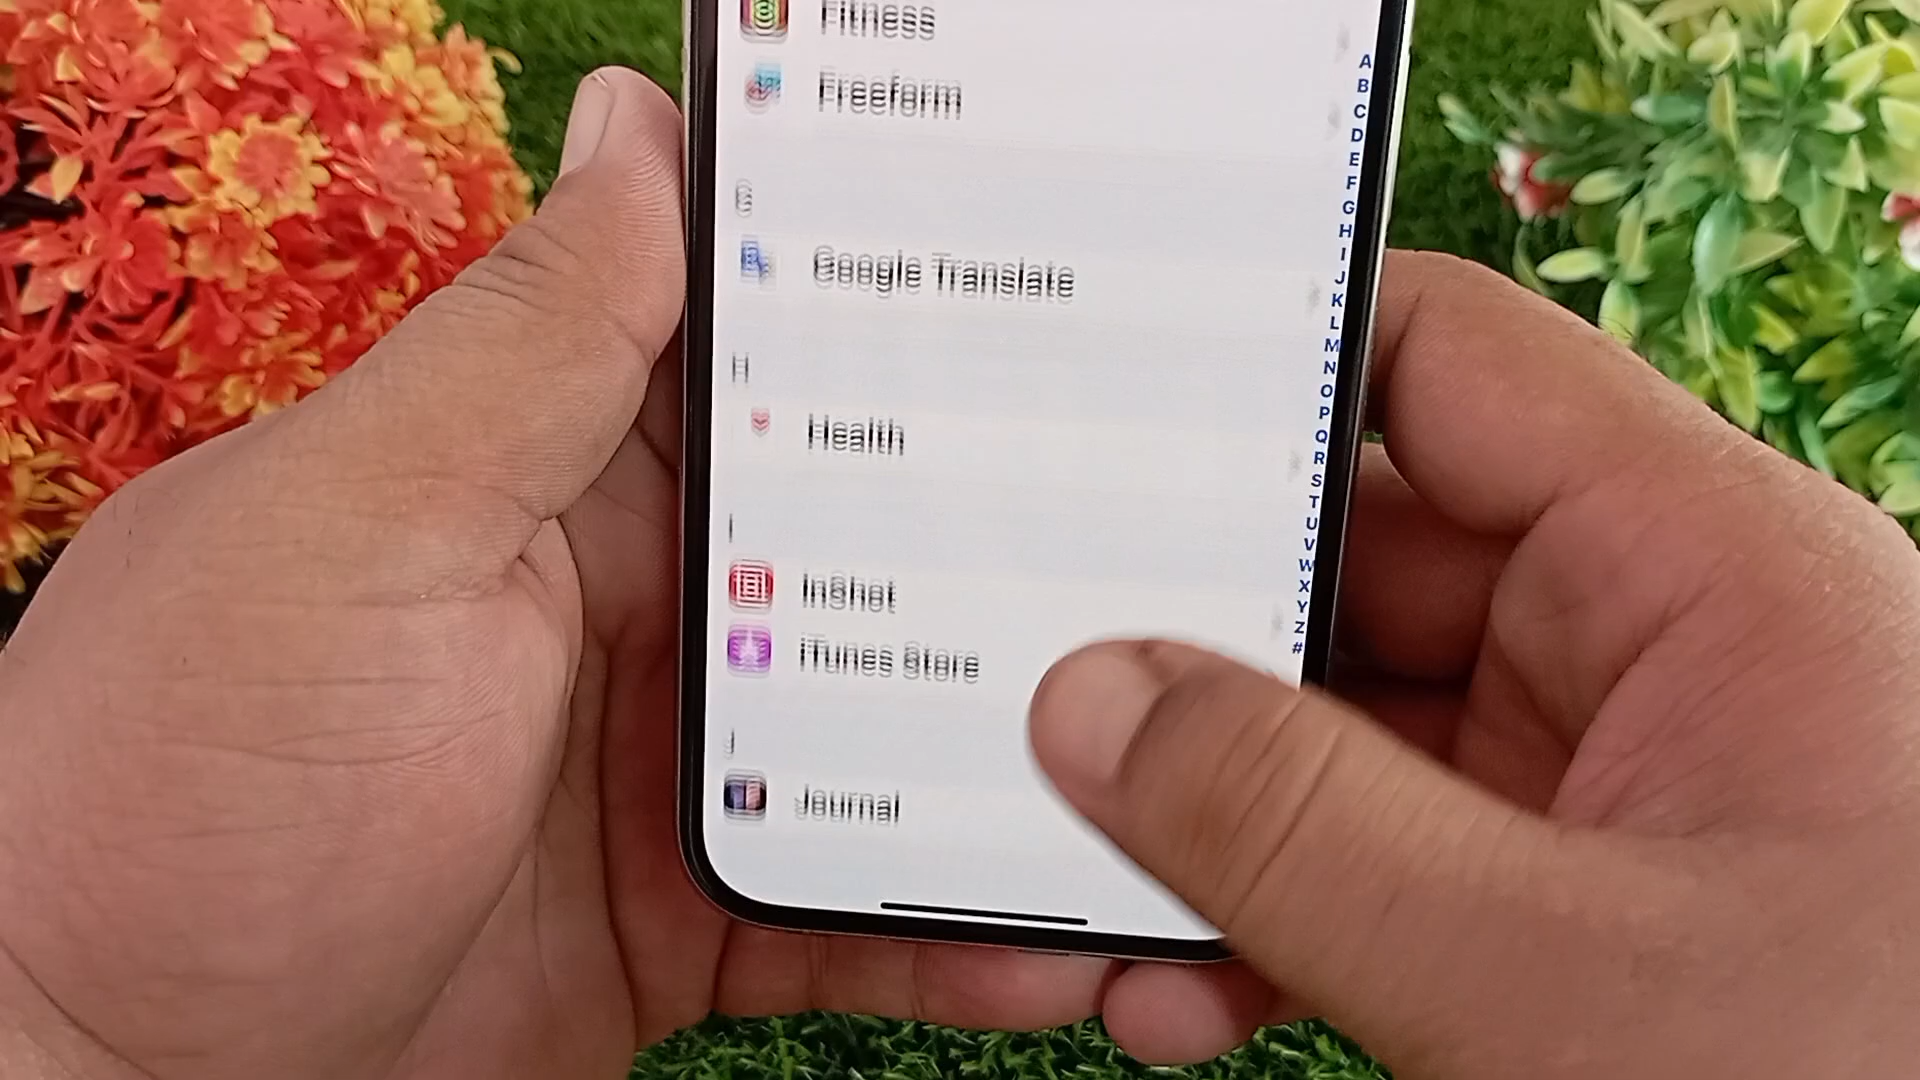 Fitness
Freeform
G
Google Translate
H
Health
I
InShot
iTunes Store
J
Journal
A
B
C
D
E
F
G
H
I
J
K
L
M
N
O
P
Q
R
S
T
U
V
W
X
Y
Z
#